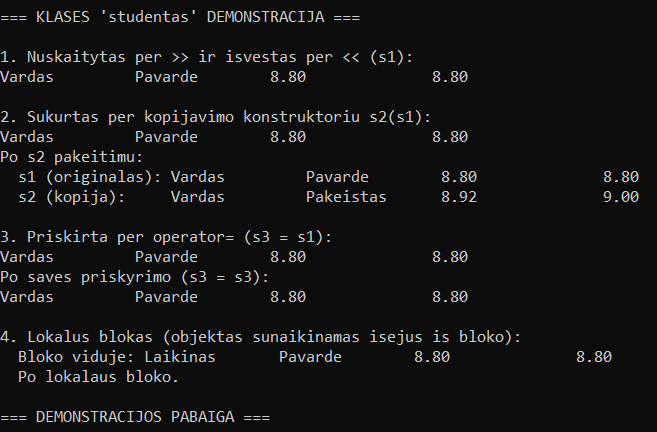 === KLASES 'studentas' DEMONSTRACIJA ===
1. Nuskaitytas per >> ir isvestas per << (s1):
Vardas Pavarde 8.80 8.80
2. Sukurtas per kopijavimo konstruktoriu s2(s1):
Vardas Pavarde 8.80 8.80
Po s2 pakeitimu:
s1 (originalas): Vardas Pavarde 8.80 8.80
s2 (kopija): Vardas Pakeistas 8.92 9.00
3. Priskirta per operator= (s3 = s1):
Vardas Pavarde 8.80 8.80
Po saves priskyrimo (s3 = s3):
Vardas Pavarde 8.80 8.80
4. Lokalus blokas (objektas sunaikinamas isejus is bloko):
Bloko viduje: Laikinas Pavarde 8.80 8.80
Po lokalaus bloko.
=== DEMONSTRACIJOS PABAIGA ===